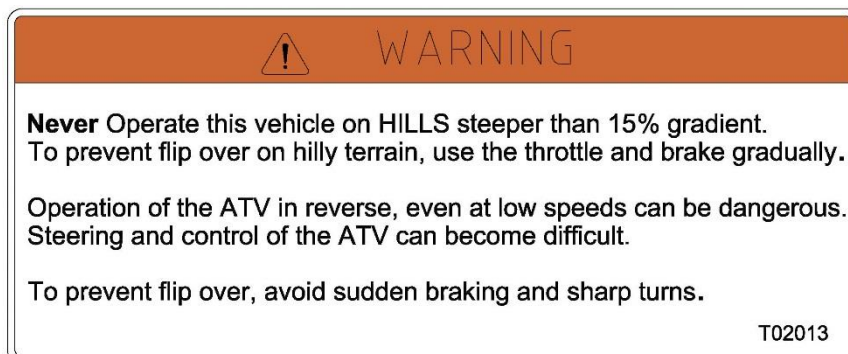 WARNING
Never Operate this vehicle on HILLS steeper than 15% gradient.
To prevent flip over on hilly terrain, use the throttle and brake gradually.
Operation of the ATV in reverse, even at low speeds can be dangerous.
Steering and control of the ATV can become difficult.
To prevent flip over, avoid sudden braking and sharp turns.
T02013